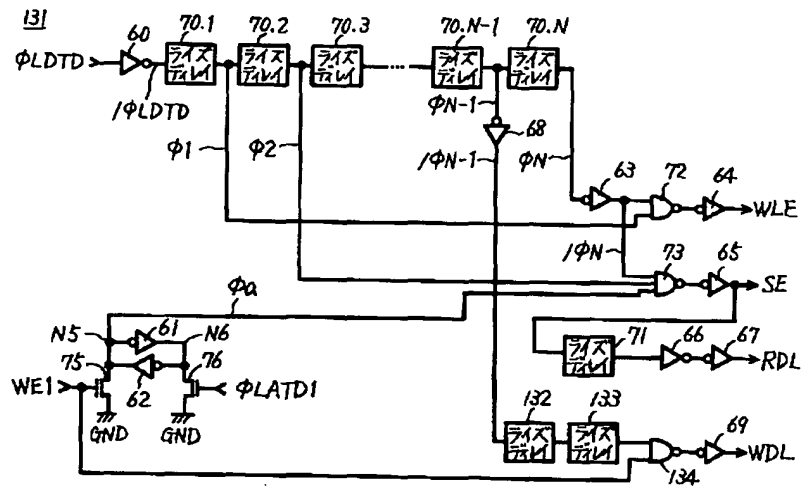 131
60
70.1
70.2
70.3
70.N-1
70.N
φLDTD
ライズ
ディレイ
ライズ
ディレイ
ライズ
ディレイ
ライズ
ディレイ
ライズ
ディレイ
/φLDTD
φN-1
68
φ1
φ2
/φN-1
φN
63
72
64
WLE
/φN
73
65
SE
φa
N5
61
N6
71
66
67
75
76
ライズ
ディレイ
RDL
WE1
62
φLATD1
GND
GND
132
133
69
ライズ
ディレイ
ライズ
ディレイ
WDL
134